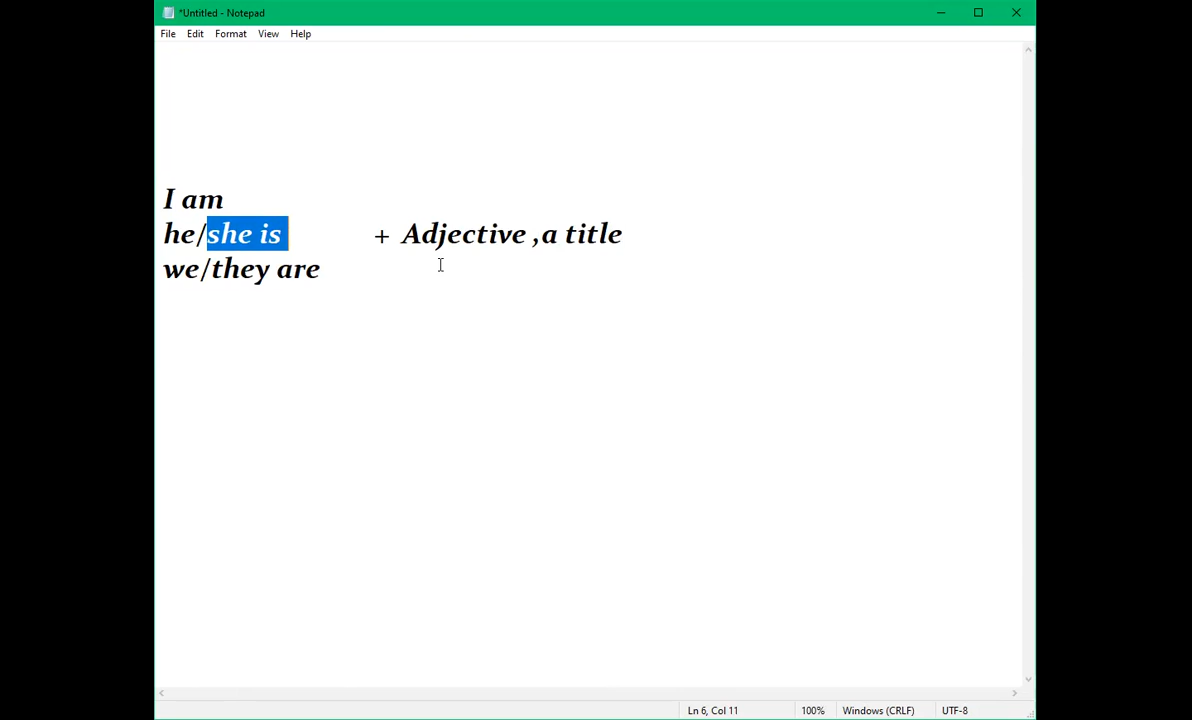 *Untitled - Notepad
File Edit Format View Help
I am
he/she is + Adjective ,a title
we/they are
Ln 6, Col 11 100% Windows (CRLF) UTF-8